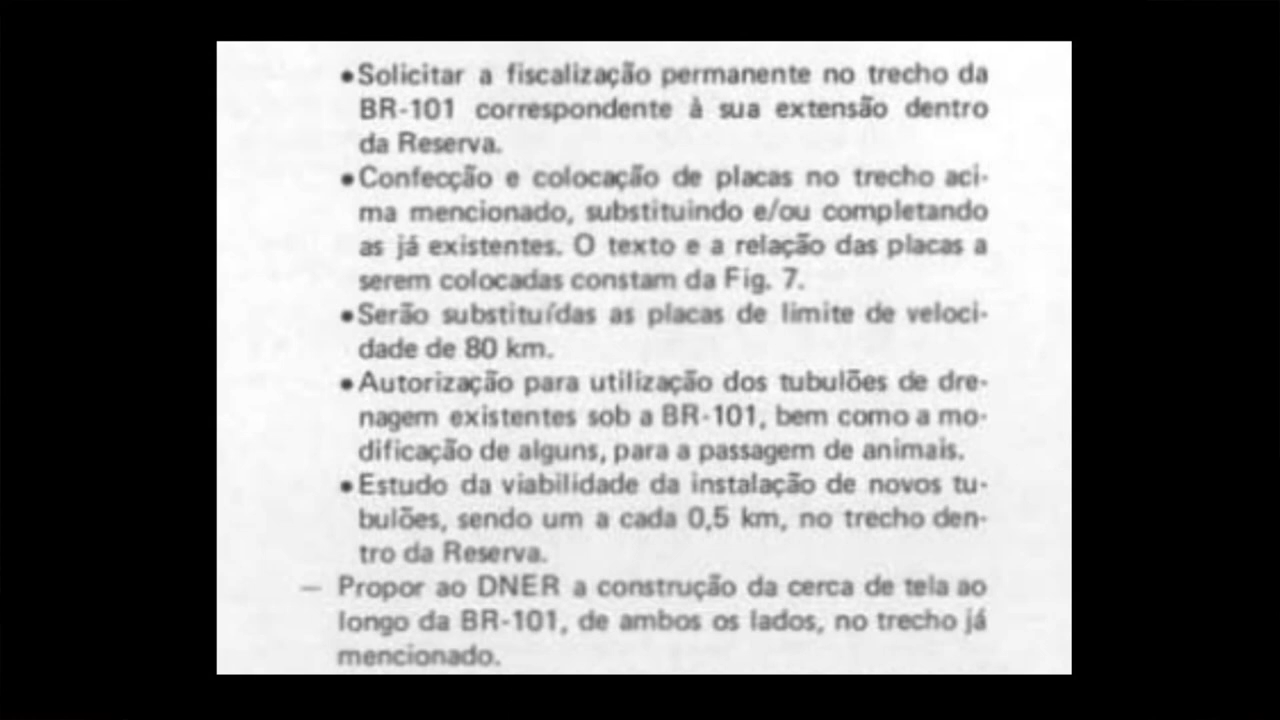 •Solicitar a fiscalização permanente no trecho da
BR-101 correspondente à sua extensão dentro
da Reserva.
•Confecção e colocação de placas no trecho aci-
ma mencionado, substituindo e/ou completando
as já existentes. O texto e a relação das placas a
serem colocadas constam da Fig. 7.
•Serão substituídas as placas de limite de veloci-
dade de 80 km.
•Autorização para utilização dos tubulões de dre-
nagem existentes sob a BR-101, bem como a mo-
dificação de alguns, para a passagem de animais.
•Estudo da viabilidade da instalação de novos tu-
bulões, sendo um a cada 0,5 km, no trecho den-
tro da Reserva.
— Propor ao DNER a construção da cerca de tela ao
longo da BR-101, de ambos os lados, no trecho já
mencionado.